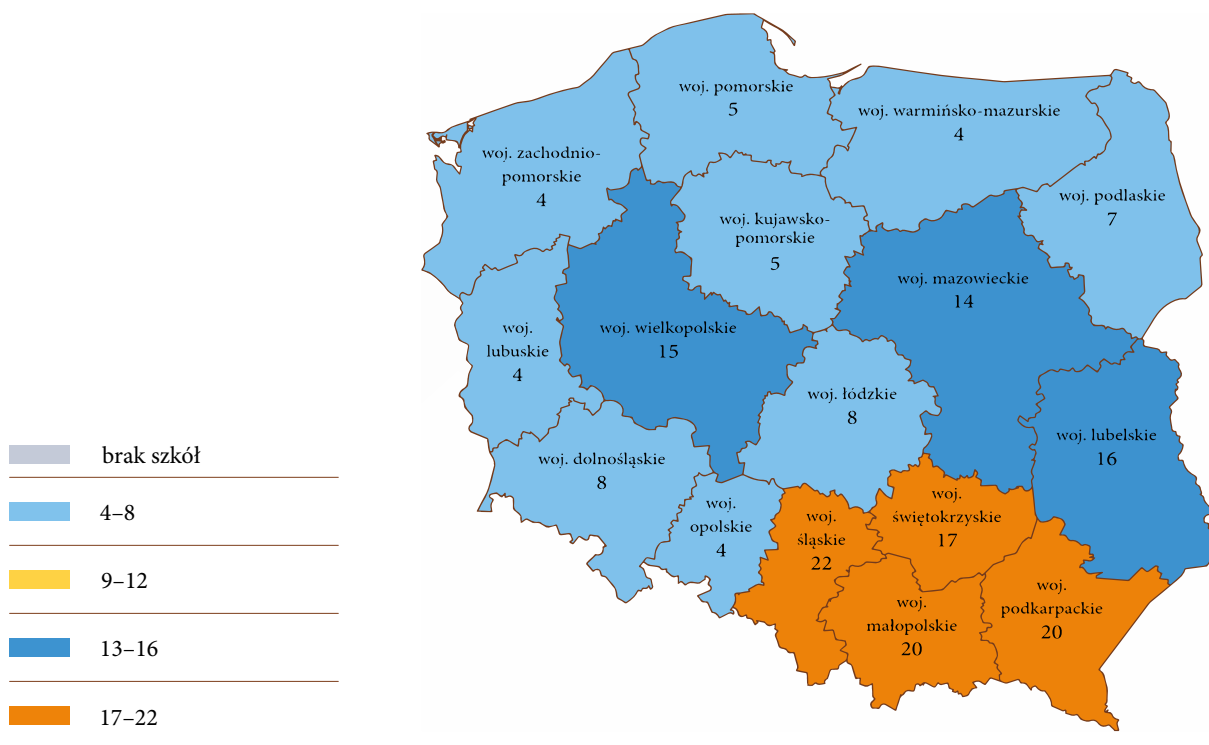 woj. pomorskie
5
woj. warmińsko-mazurskie
4
woj. zachodnio-
pomorskie
4
woj. podlaskie
7
woj. kujawsko-
pomorskie
5
woj. mazowieckie
14
woj.
lubuskie
4
woj. wielkopolskie
15
woj. łódzkie
8
woj. lubelskie
16
woj. dolnośląskie
8
woj.
opolskie
4
woj.
śląskie
22
woj.
świętokrzyskie
17
woj.
małopolskie
20
woj.
podkarpackie
20
brak szkół
4–8
9–12
13–16
17–22